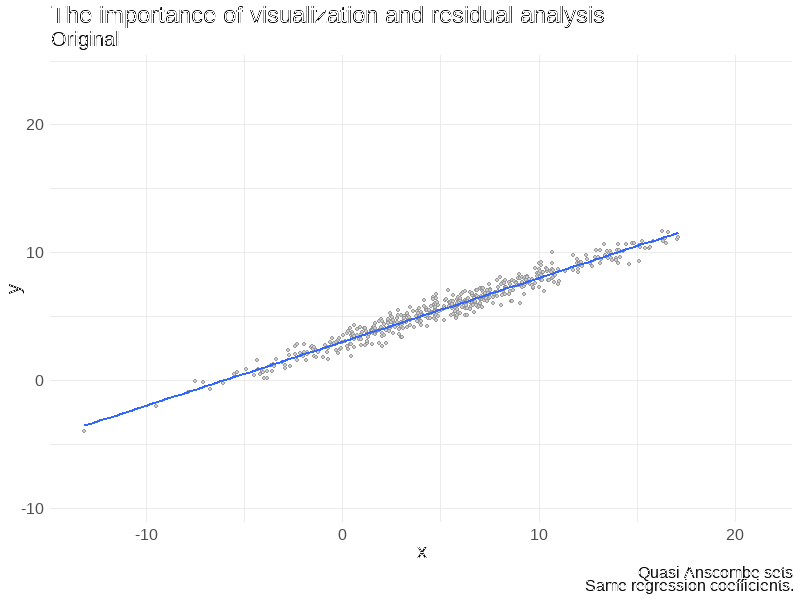 The importance of visualization and residual analysis
Original
20
10
0
-10
y
-10
0
10
20
x
Quasi Anscombe sets
Same regression coefficients.